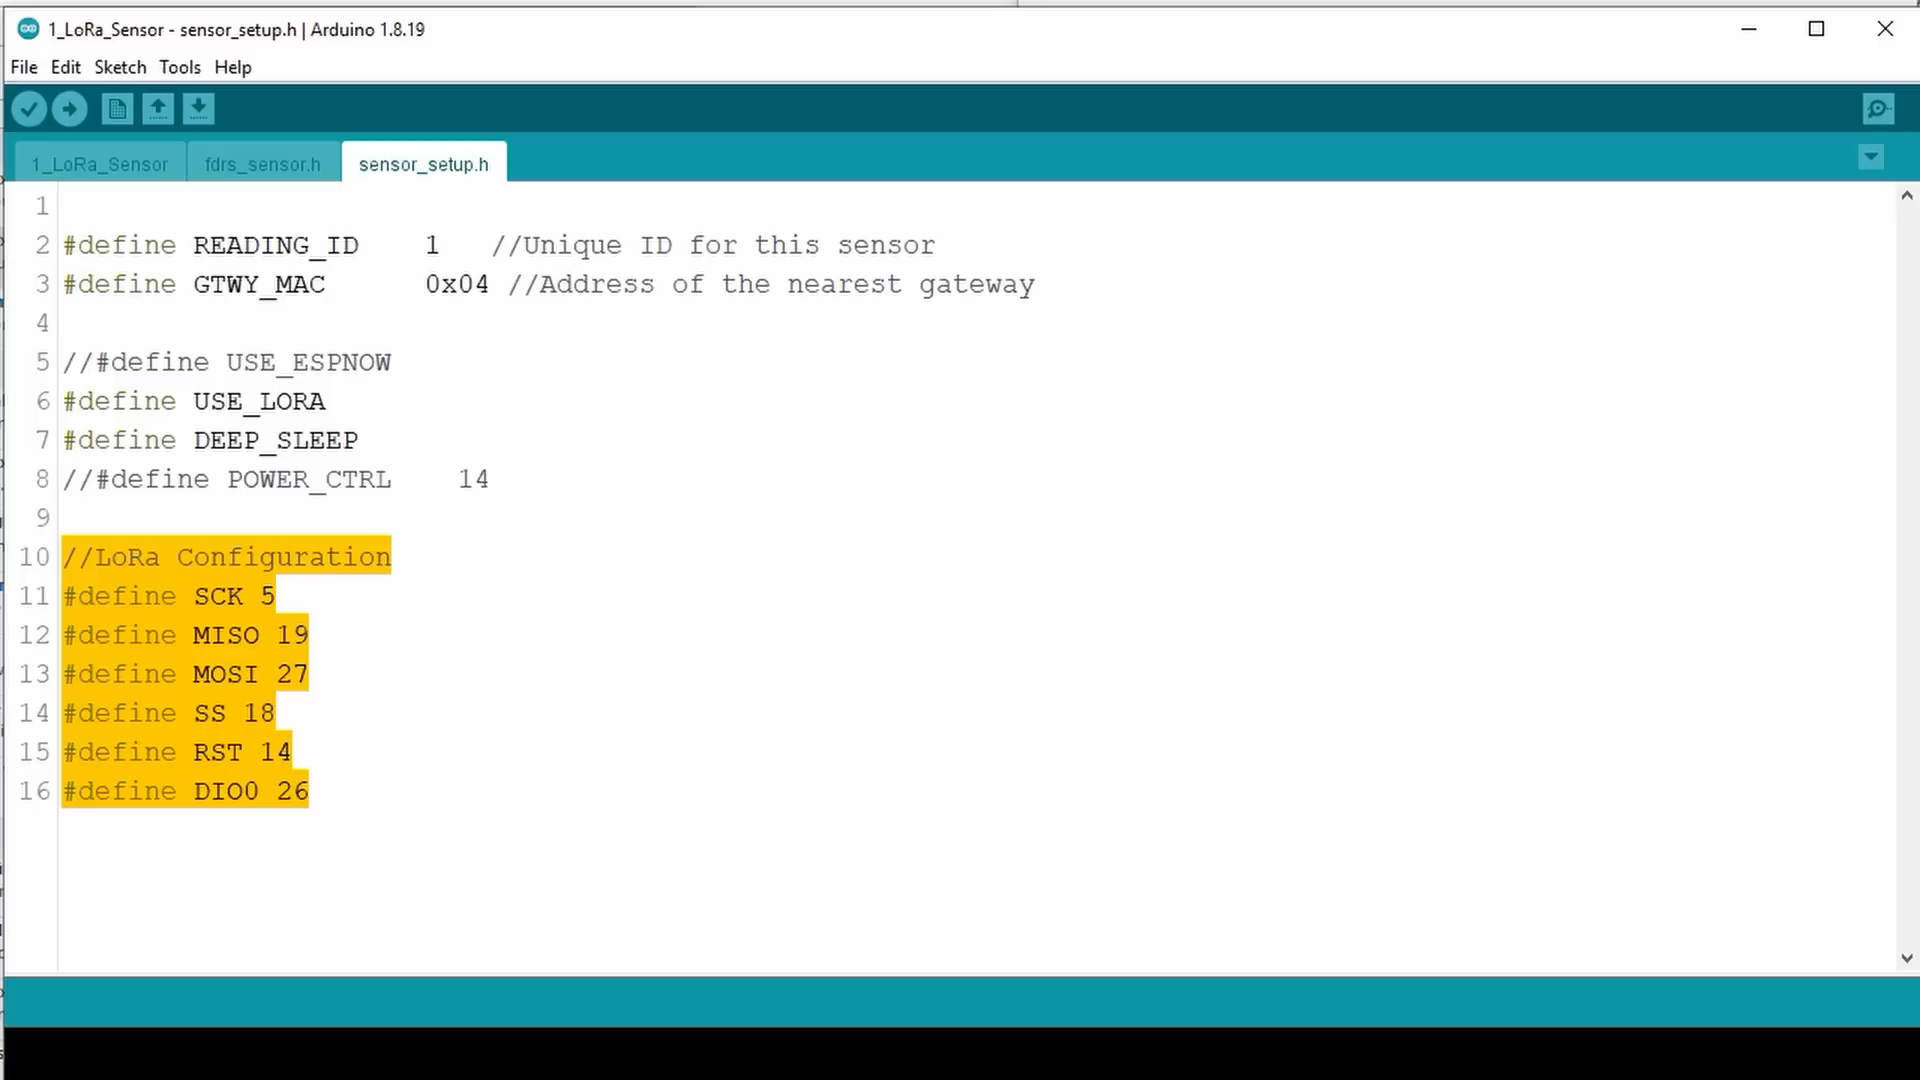 1_LoRa_Sensor - sensor_setup.h | Arduino 1.8.19
File Edit Sketch Tools Help
1_LoRa_Sensor fdrs_sensor.h sensor_setup.h
1
2 #define READING_ID 1 //Unique ID for this sensor
3 #define GTWY_MAC 0x04 //Address of the nearest gateway
4
5 //#define USE_ESPNOW
6 #define USE_LORA
7 #define DEEP_SLEEP
8 //#define POWER_CTRL 14
9
10 //LoRa Configuration
11 #define SCK 5
12 #define MISO 19
13 #define MOSI 27
14 #define SS 18
15 #define RST 14
16 #define DIO0 26